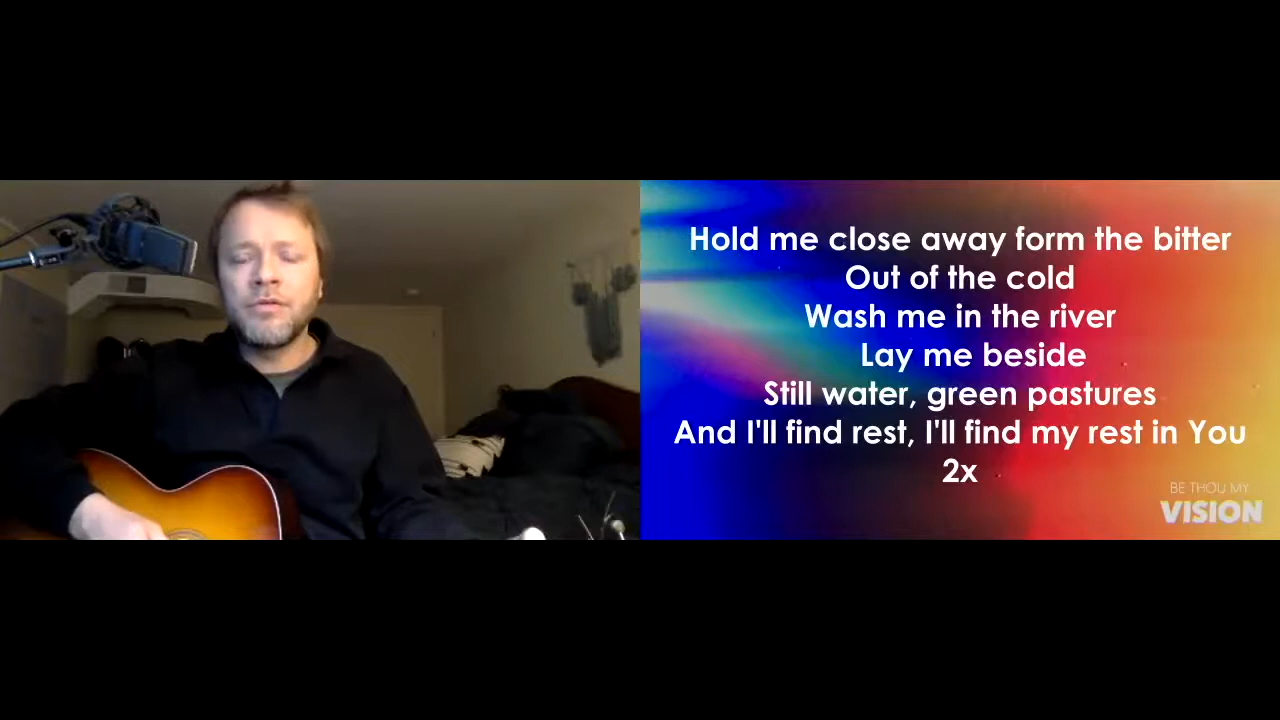 Hold me close away form the bitter
Out of the cold
Wash me in the river
Lay me beside
Still water, green pastures
And I'll find rest, I'll find my rest in You
2x
BE THOU MY
VISION